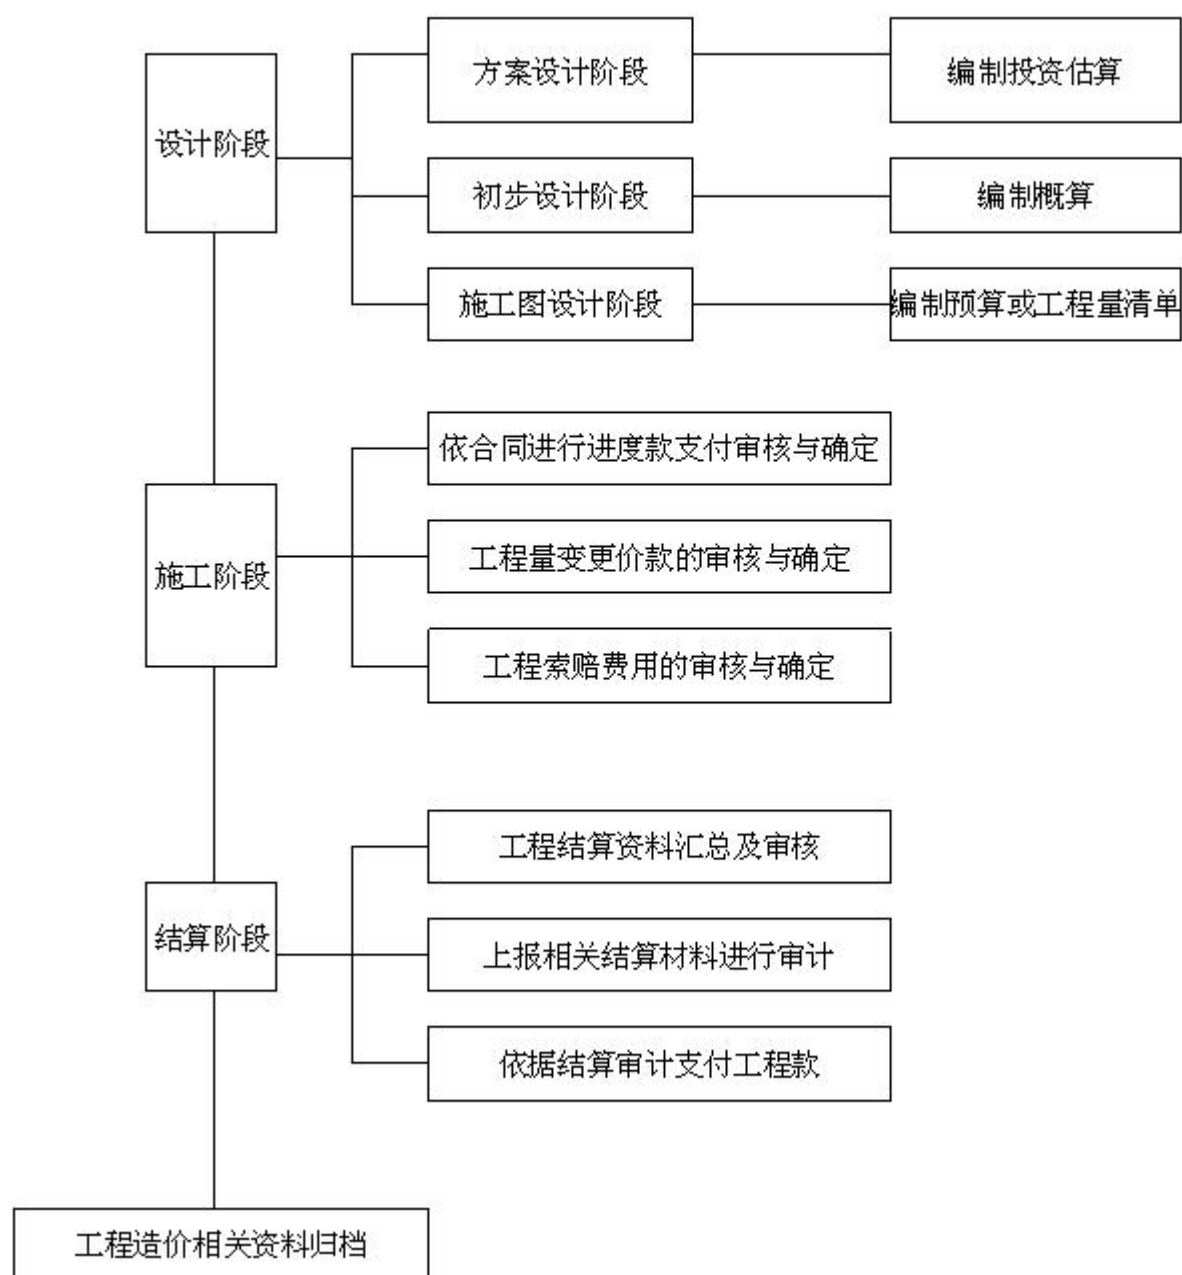 设计阶段
方案设计阶段
编制投资估算
初步设计阶段
编制概算
施工图设计阶段
编制预算或工程量清单
施工阶段
依合同进行进度款支付审核与确定
工程量变更价款的审核与确定
工程索赔费用的审核与确定
结算阶段
工程结算资料汇总及审核
上报相关结算材料进行审计
依据结算审计支付工程款
工程造价相关资料归档